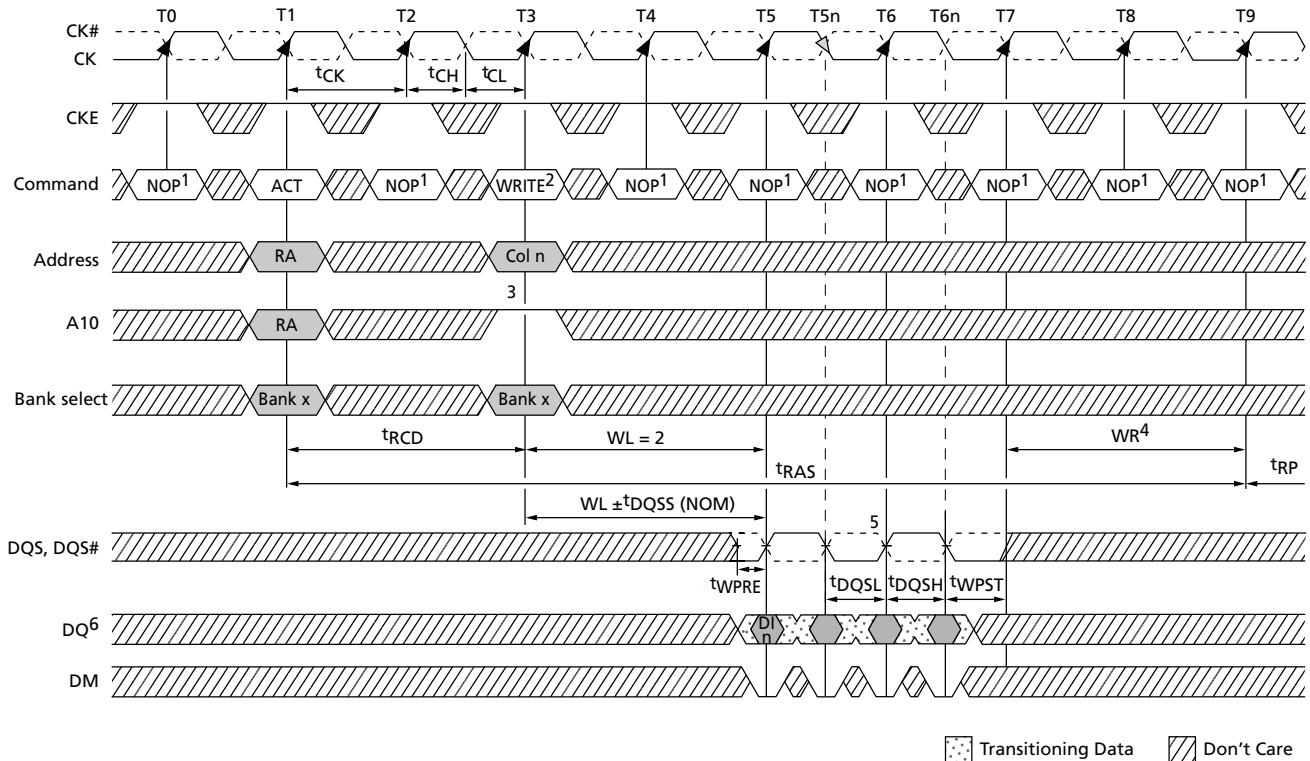 T0 T1 T2 T3 T4 T5 T5n T6 T6n T7 T8 T9
CK#
CK
tCK tCH tCL
CKE
Command NOP1 ACT NOP1 WRITE2 NOP1 NOP1 NOP1 NOP1 NOP1 NOP1
Address RA Col n
3
A10 RA
Bank select Bank x Bank x
tRCD WL = 2 WR4
tRAS tRP
WL ±tDQSS (NOM)
5
DQS, DQS#
tWPRE tDQSL tDQSH tWPST
DQ6 DI n
DM
Transitioning Data Don't Care